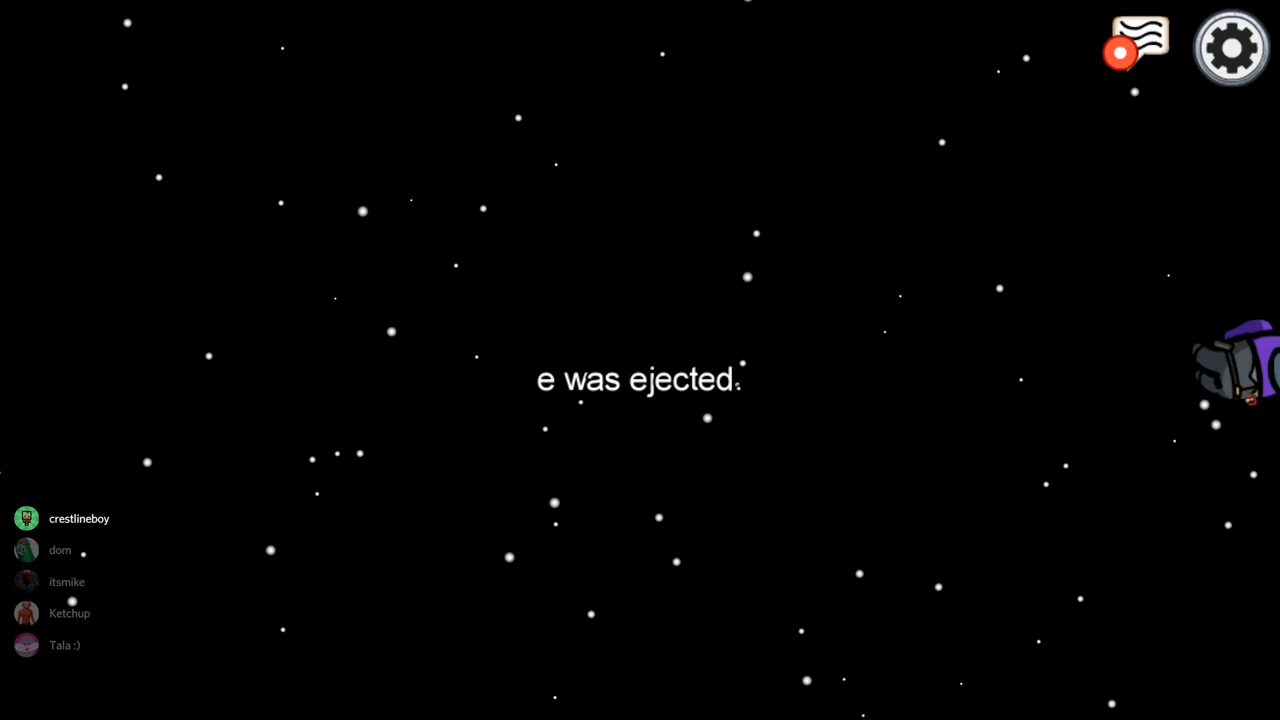 e was ejected.
crestlineboy
dom
itsmike
Ketchup
Tala :)